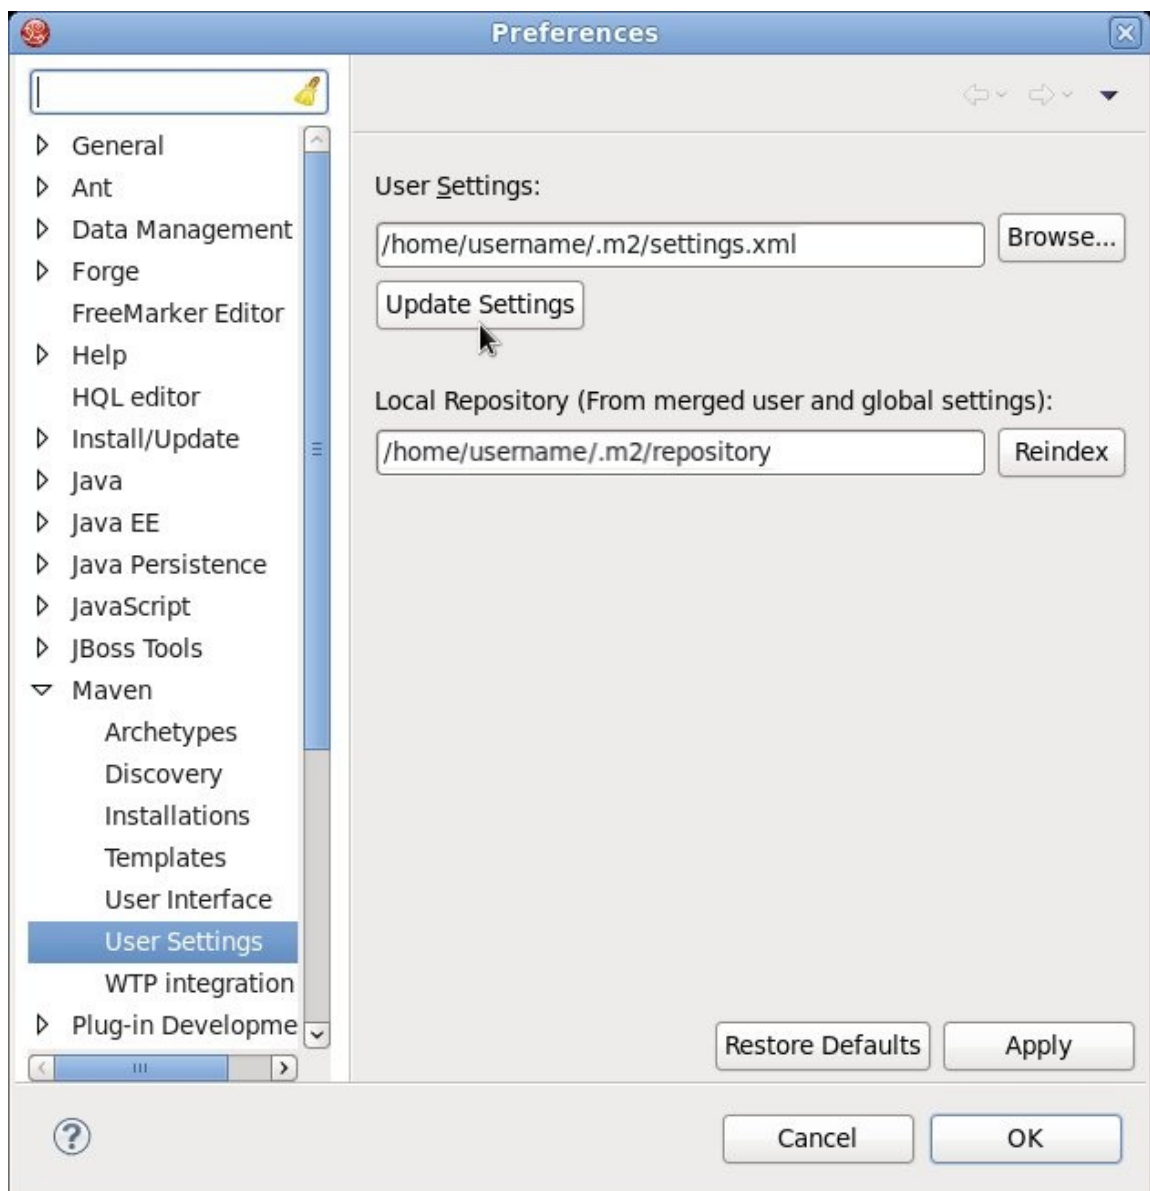 Preferences
General
Ant
Data Management
Forge
FreeMarker Editor
Help
HQL editor
Install/Update
Java
Java EE
Java Persistence
JavaScript
JBoss Tools
Maven
Archetypes
Discovery
Installations
Templates
User Interface
User Settings
WTP integration
Plug-in Developme
User Settings:
/home/username/.m2/settings.xml
Browse...
Update Settings
Local Repository (From merged user and global settings):
/home/username/.m2/repository
Reindex
Restore Defaults
Apply
?
Cancel
OK